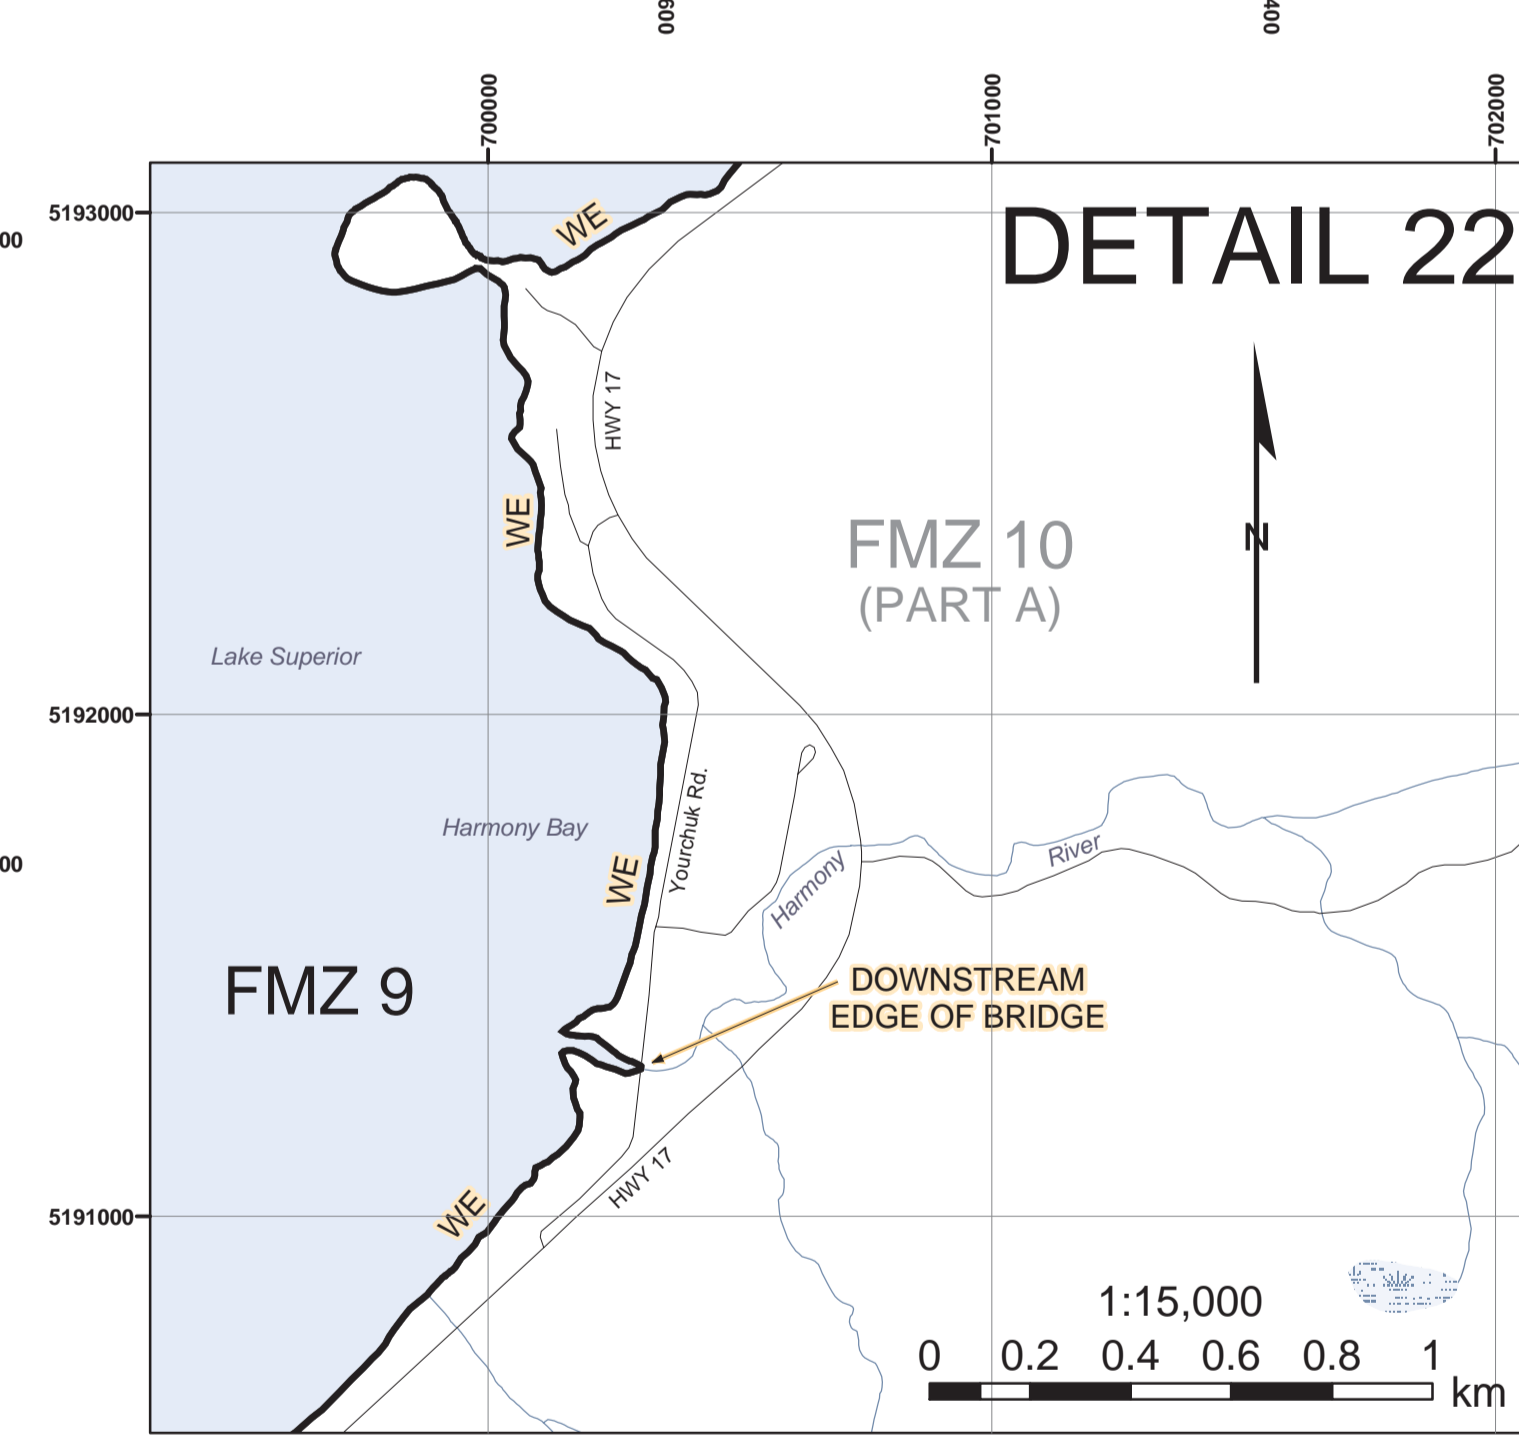 00
00
700000
701000
702000
009
400
5193000
DETAIL 22
WE
HWY 17
WE
FMZ 10
(PART A)
N
Lake Superior
5192000
Yourchuk Rd.
Harmony Bay
WE
Harmony
River
FMZ 9
DOWNSTREAM
EDGE OF BRIDGE
HWY 17
WE
5191000
1:15,000
0 0.2 0.4 0.6 0.8 1
km